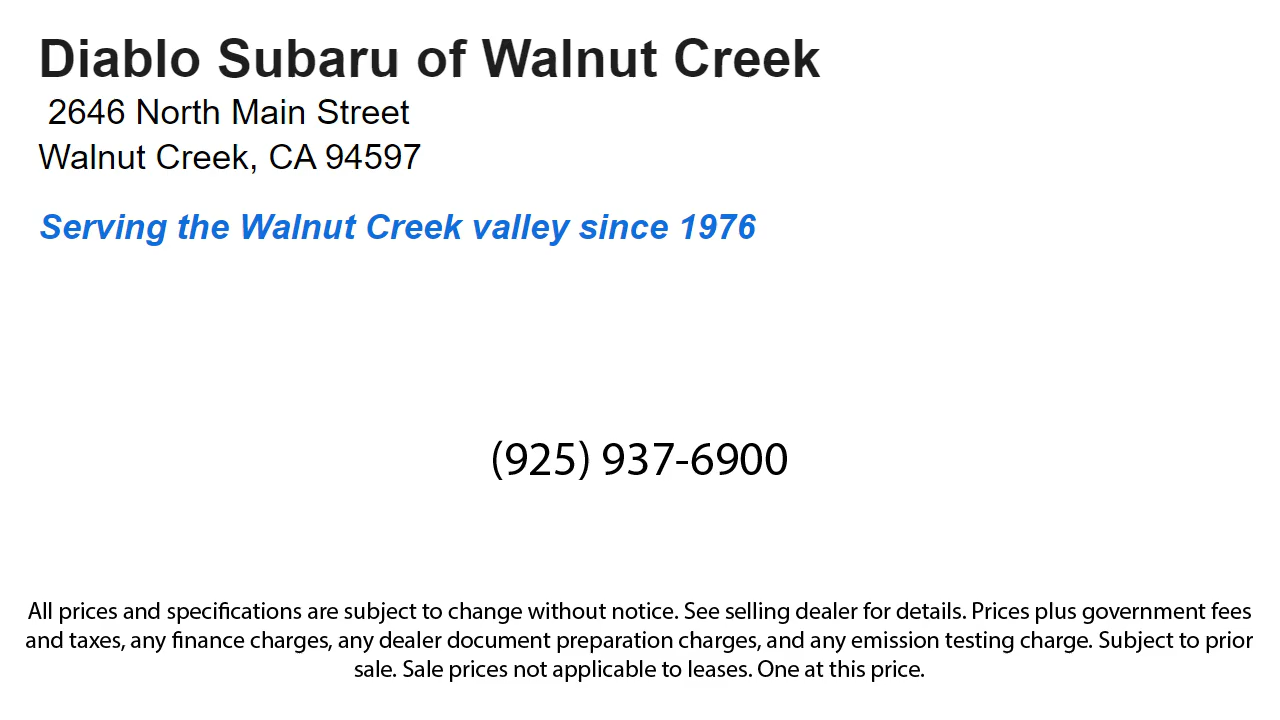 Diablo Subaru of Walnut Creek
2646 North Main Street
Walnut Creek, CA 94597
Serving the Walnut Creek valley since 1976
(925) 937-6900
All prices and specifications are subject to change without notice. See selling dealer for details. Prices plus government fees
and taxes, any finance charges, any dealer document preparation charges, and any emission testing charge. Subject to prior
sale. Sale prices not applicable to leases. One at this price.